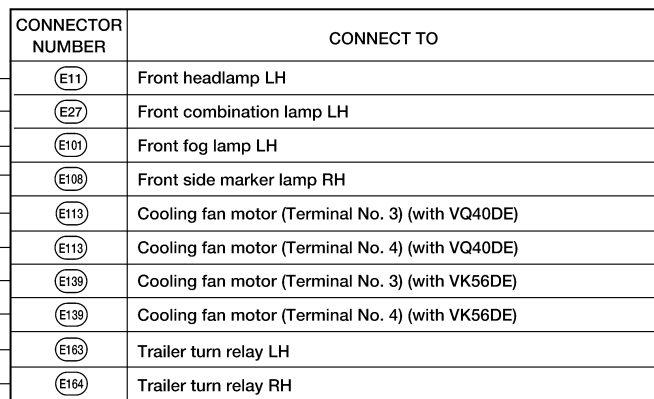 CONNECTOR NUMBER CONNECT TO
E11 Front headlamp LH
E27 Front combination lamp LH
E101 Front fog lamp LH
E108 Front side marker lamp RH
E113 Cooling fan motor (Terminal No. 3) (with VQ40DE)
E113 Cooling fan motor (Terminal No. 4) (with VQ40DE)
E139 Cooling fan motor (Terminal No. 3) (with VK56DE)
E139 Cooling fan motor (Terminal No. 4) (with VK56DE)
E163 Trailer turn relay LH
E164 Trailer turn relay RH